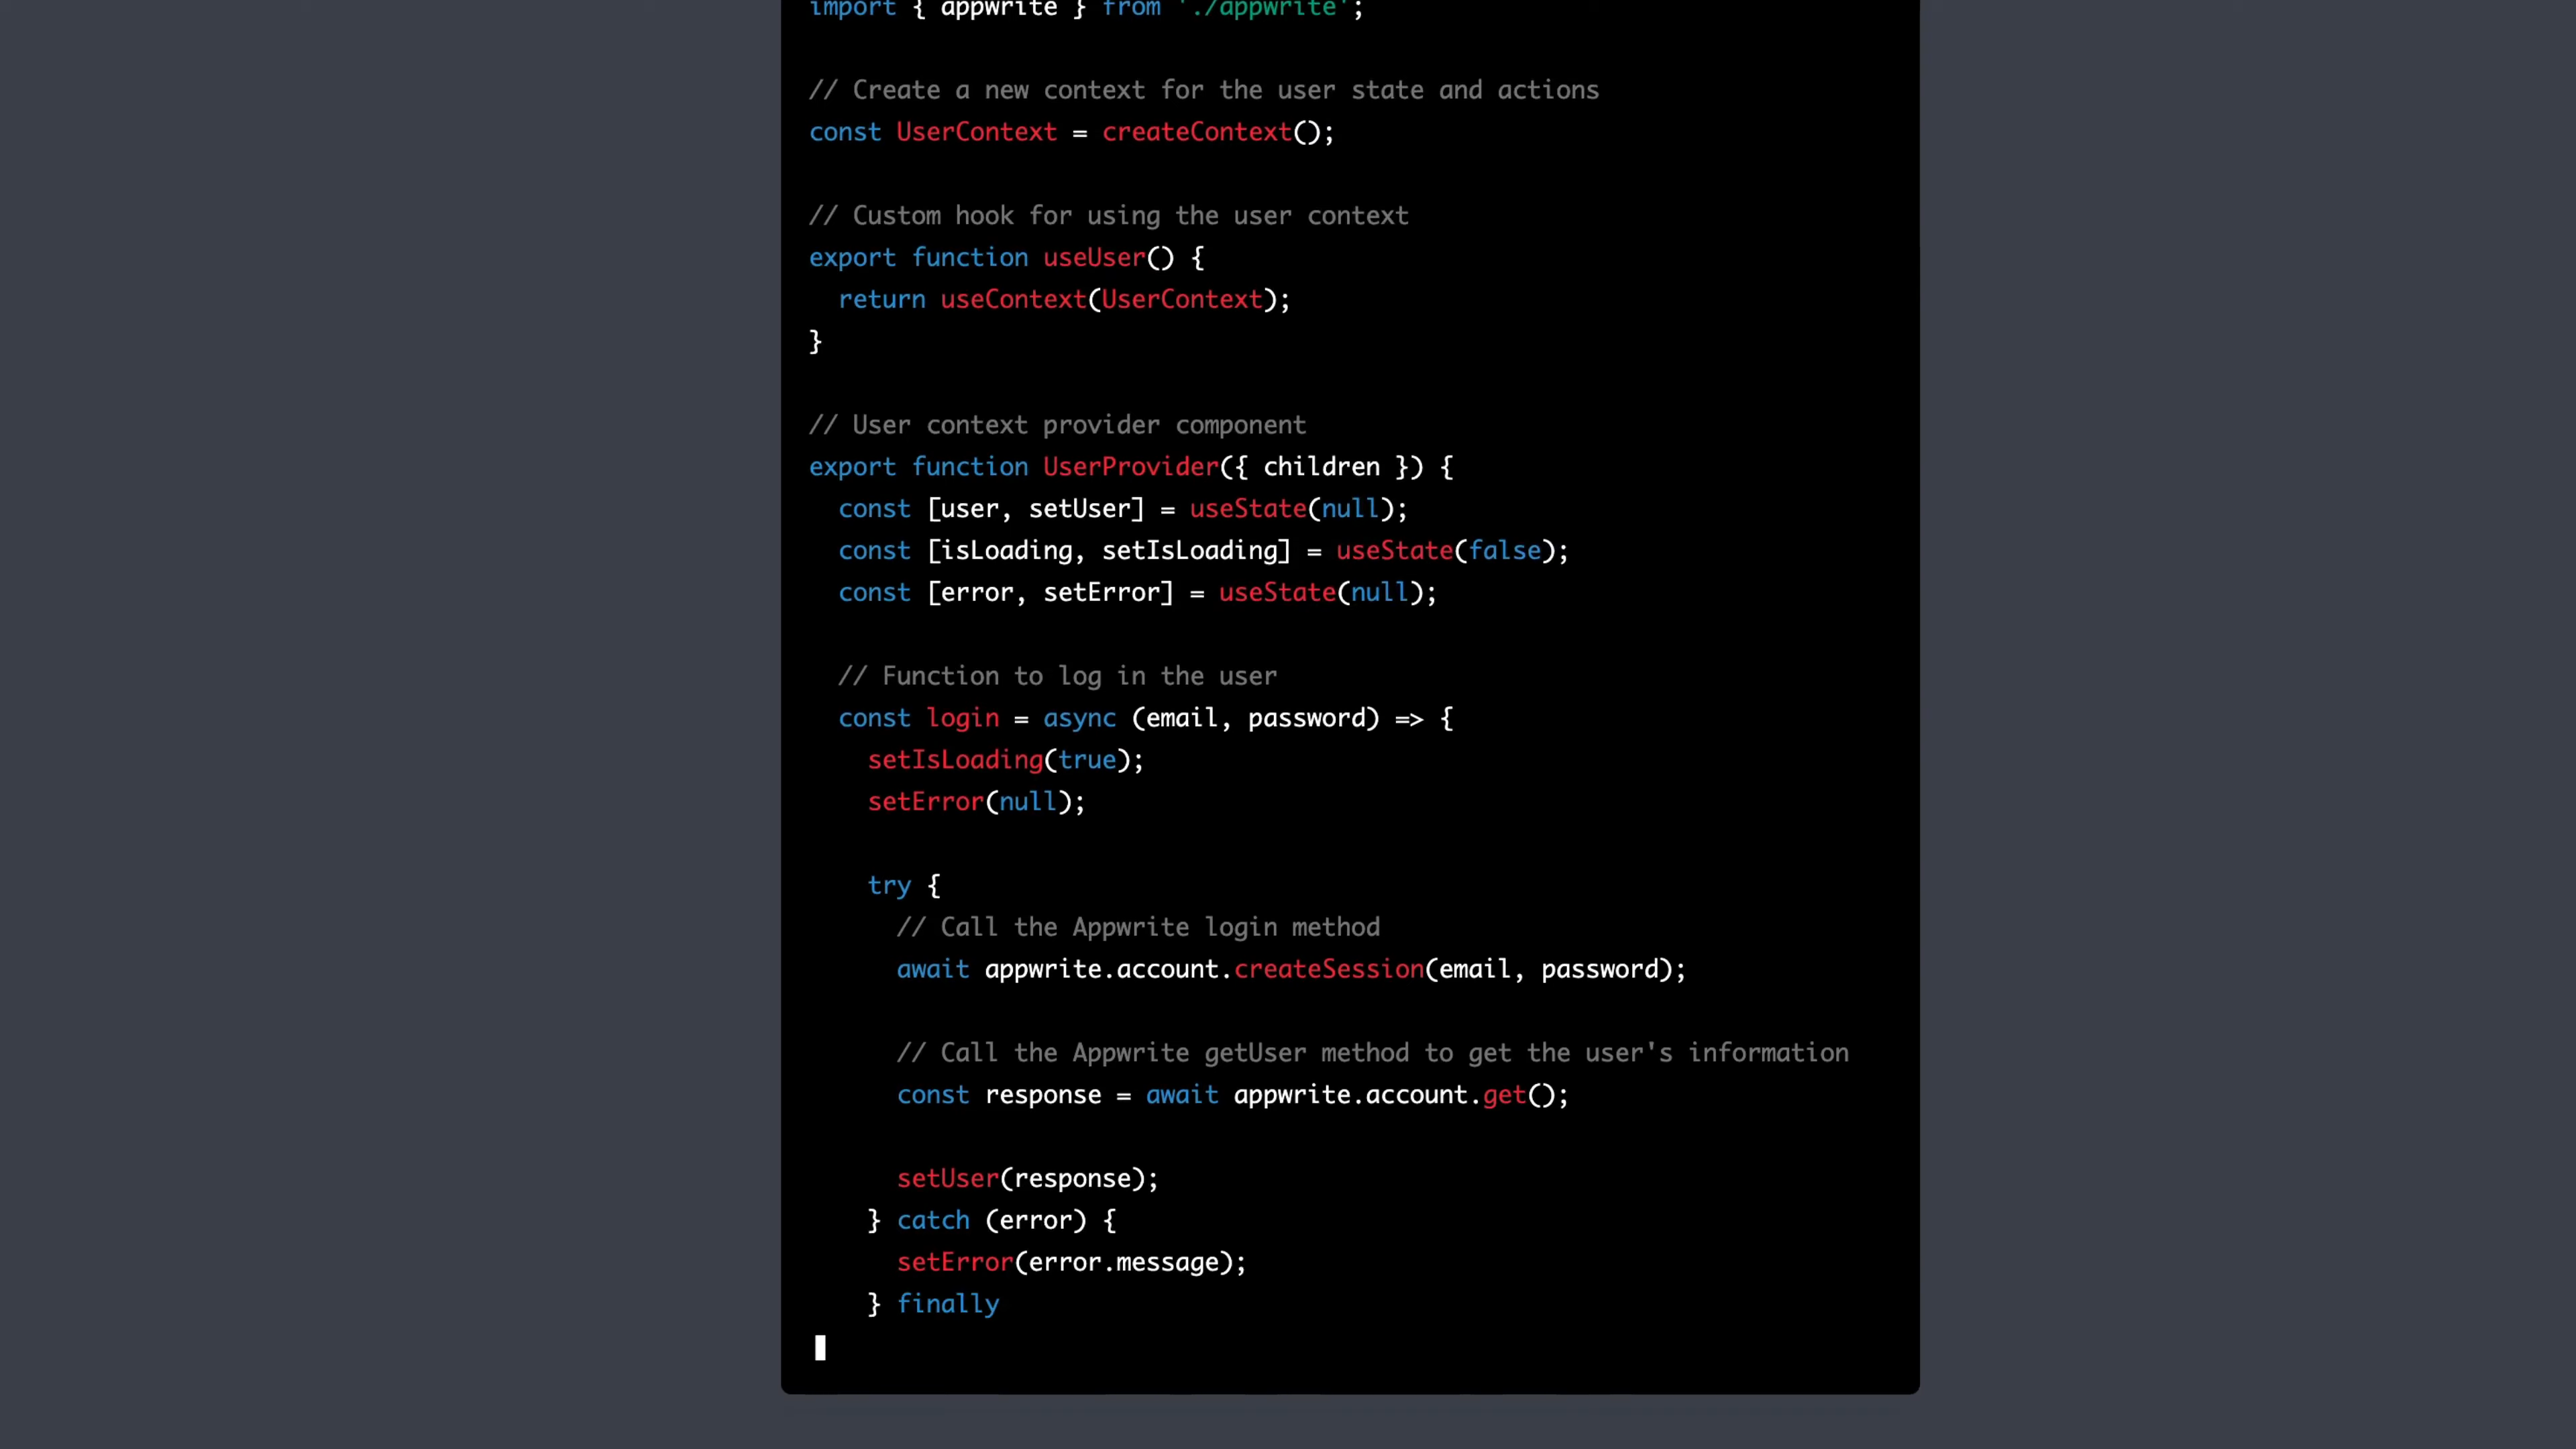 import { appwrite } from './appwrite';
// Create a new context for the user state and actions
const UserContext = createContext();
// Custom hook for using the user context
export function useUser() {
return useContext(UserContext);
}
// User context provider component
export function UserProvider({ children }) {
const [user, setUser] = useState(null);
const [isLoading, setIsLoading] = useState(false);
const [error, setError] = useState(null);
// Function to log in the user
const login = async (email, password) => {
setIsLoading(true);
setError(null);
try {
// Call the Appwrite login method
await appwrite.account.createSession(email, password);
// Call the Appwrite getUser method to get the user's information
const response = await appwrite.account.get();
setUser(response);
} catch (error) {
setError(error.message);
} finally